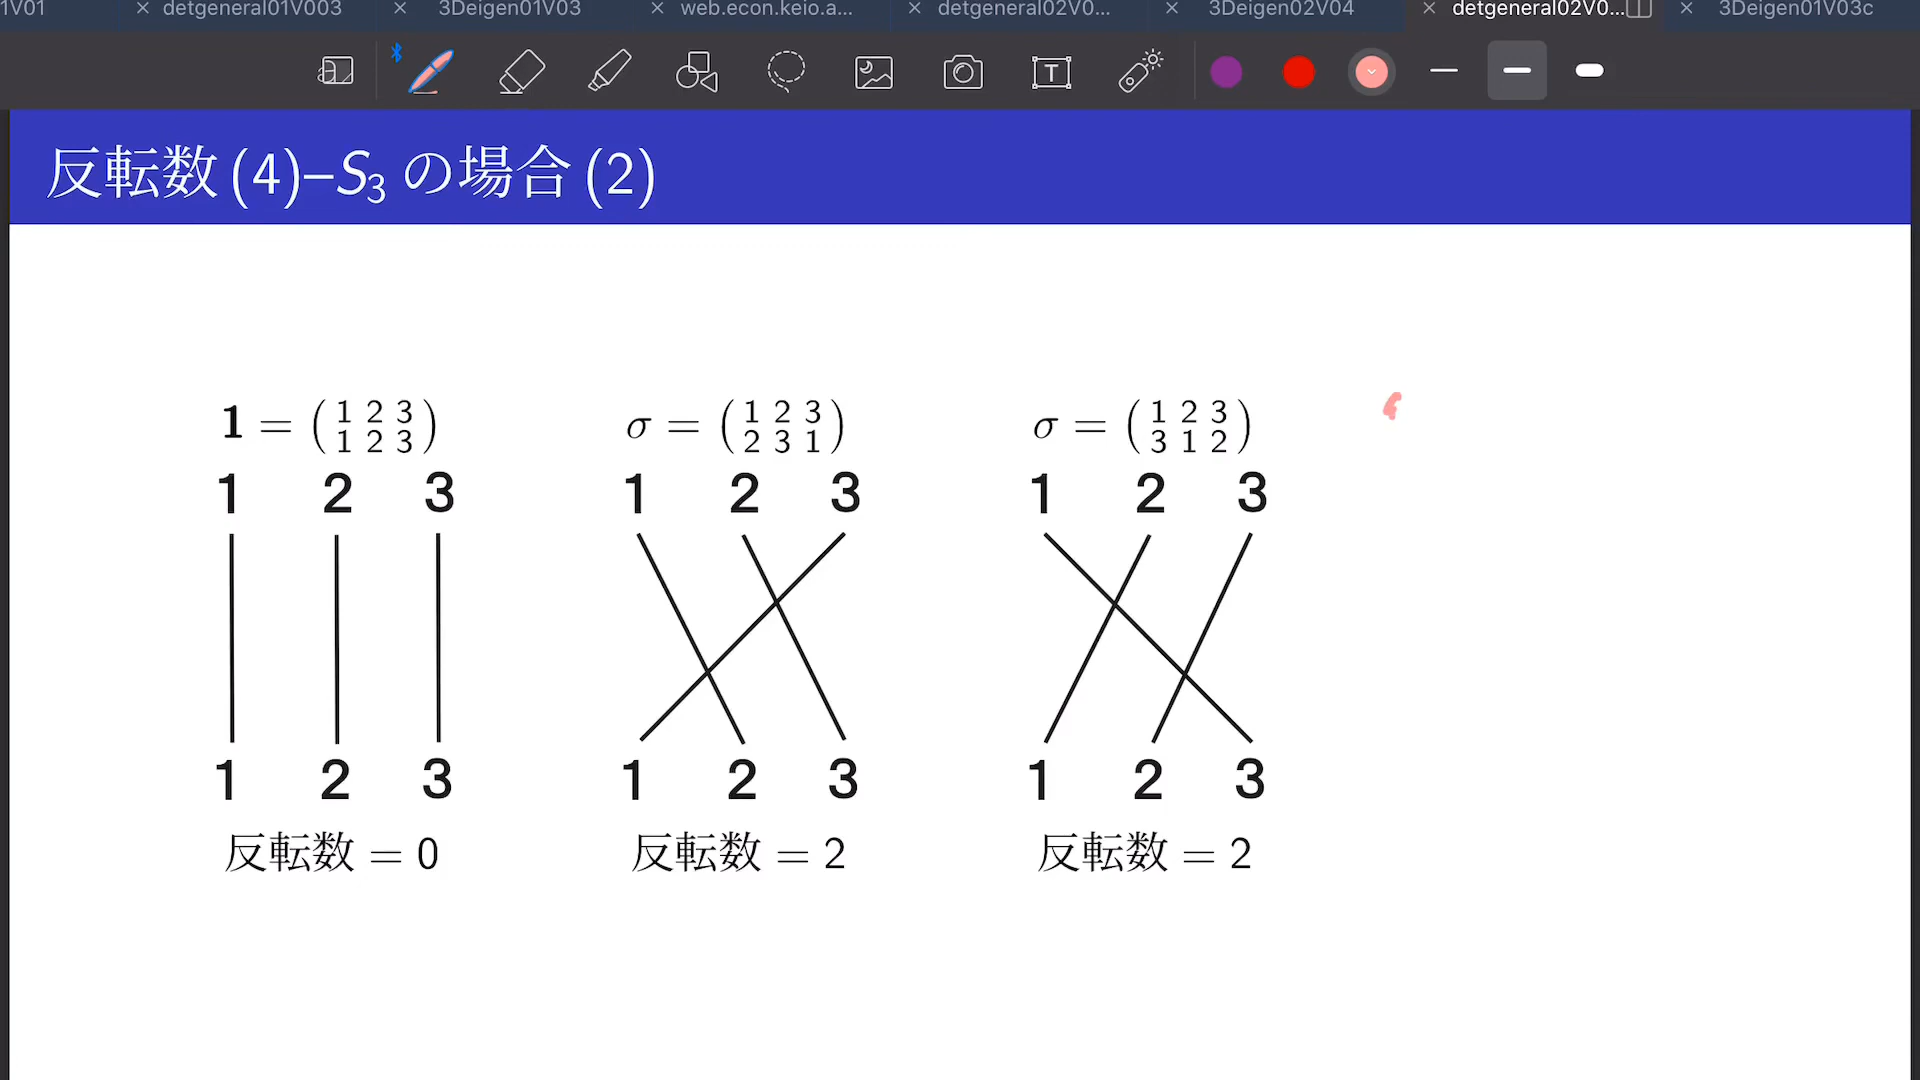 1V01 × detgeneral01V003 × 3Deigen01V03 × web.econ.keio.a... × detgeneral02V0... × 3Deigen02V04 × detgeneral02V0... × 3Deigen01V03c
T
反転数 (4)–S₃ の場合 (2)
1 = (1 2 3 / 1 2 3) σ = (1 2 3 / 2 3 1) σ = (1 2 3 / 3 1 2)
1 2 3 1 2 3 1 2 3
1 2 3 1 2 3 1 2 3
反転数 = 0 反転数 = 2 反転数 = 2